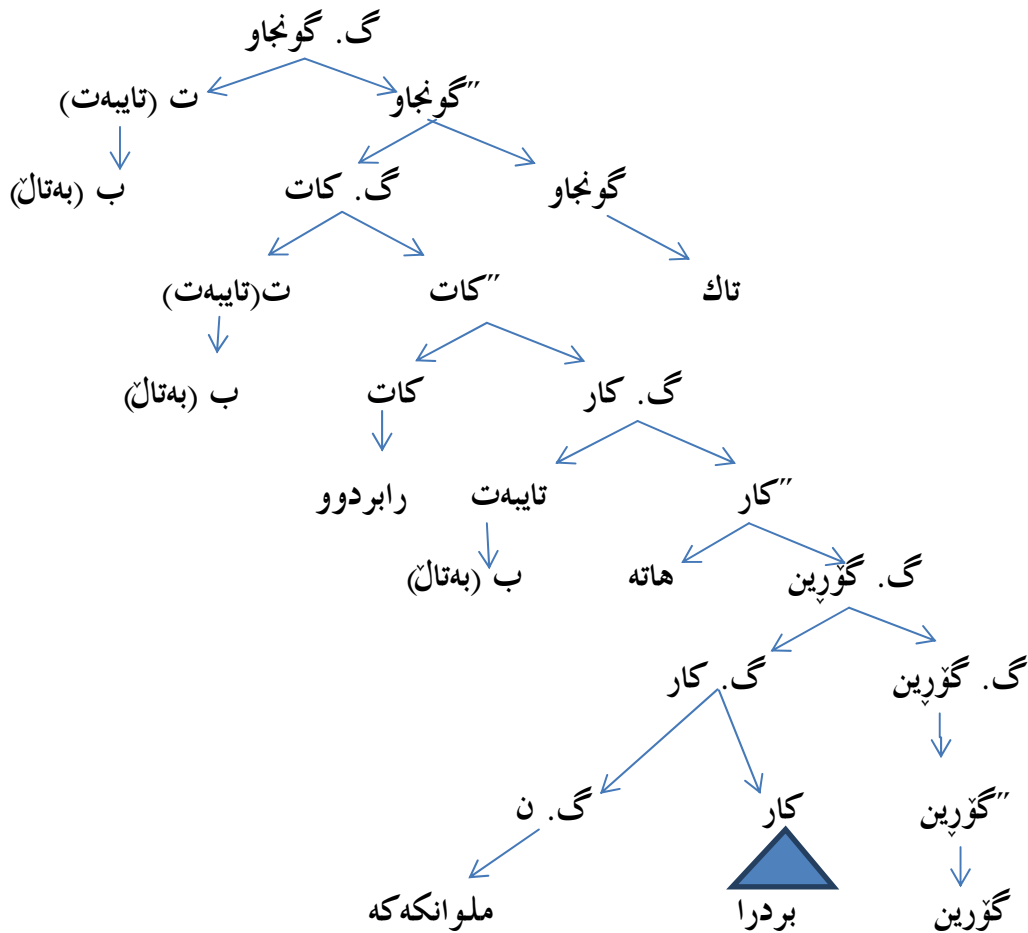 گ. گونجاو
گونجاو″ ت (تایبەت)
گونجاو گ. کات ب (بەتاڵ)
تاك کات″ ت(تایبەت)
گ. کار کات ب (بەتاڵ)
کار″ تایبەت رابردوو
گ. گۆڕین هاتە ب (بەتاڵ)
گ. گۆڕین گ. کار
گۆڕین″ کار گ. ن
گۆڕین بردرا ملوانکەکە